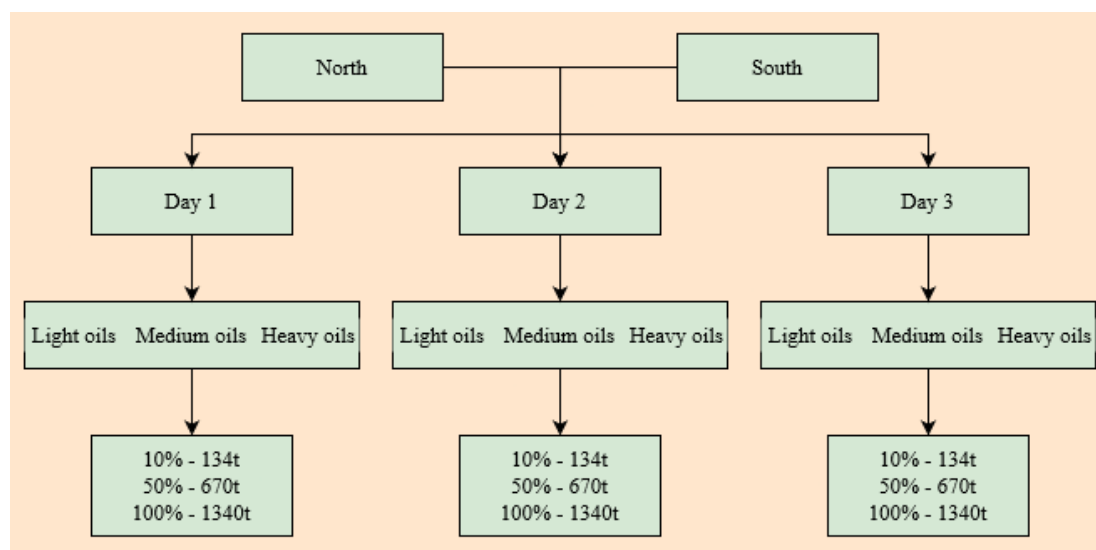 North
South
Day 1
Day 2
Day 3
Light oils Medium oils Heavy oils
Light oils Medium oils Heavy oils
Light oils Medium oils Heavy oils
10% - 134t
50% - 670t
100% - 1340t
10% - 134t
50% - 670t
100% - 1340t
10% - 134t
50% - 670t
100% - 1340t